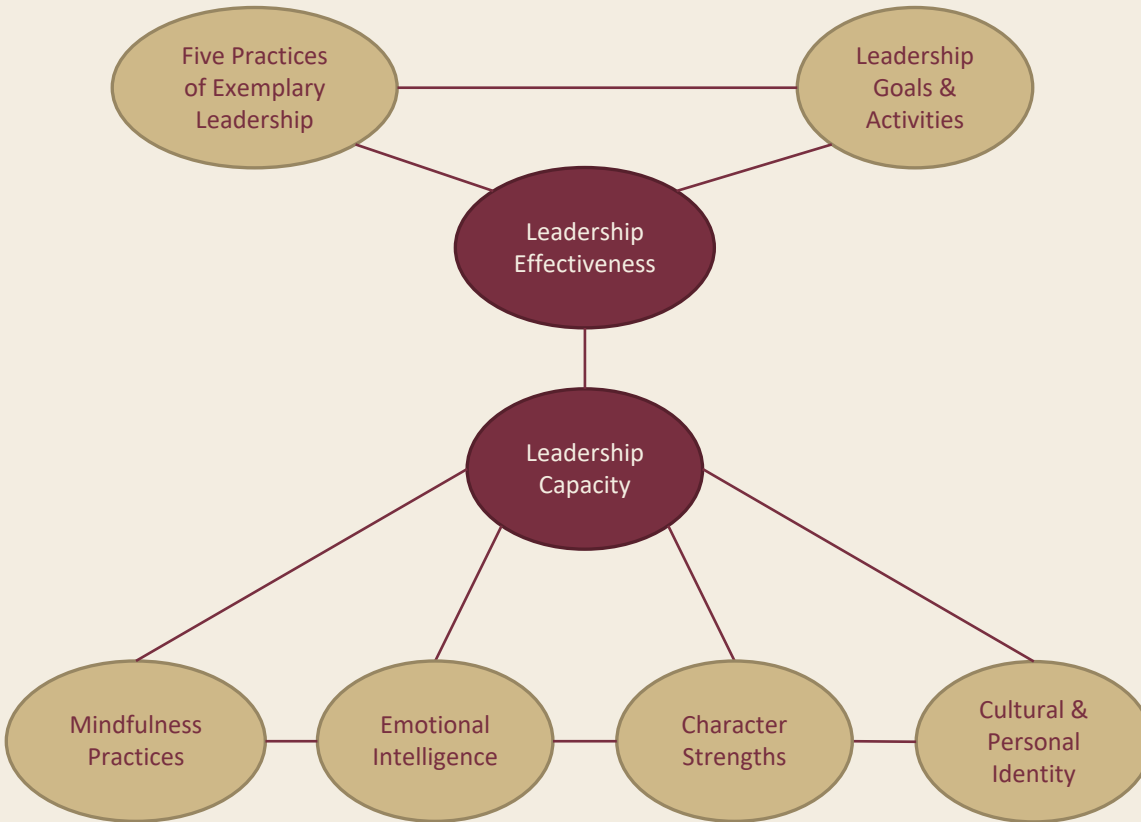 Five Practices
of Exemplary
Leadership
Leadership
Goals &
Activities
Leadership
Effectiveness
Leadership
Capacity
Mindfulness
Practices
Emotional
Intelligence
Character
Strengths
Cultural &
Personal
Identity